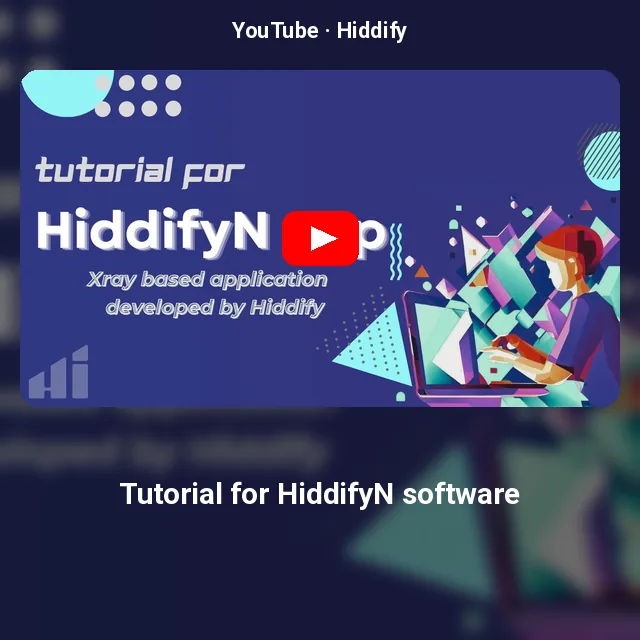 YouTube · Hiddify
tutorial for
HiddifyN
Xray based application
developed by Hiddify
Hi
Tutorial for HiddifyN software